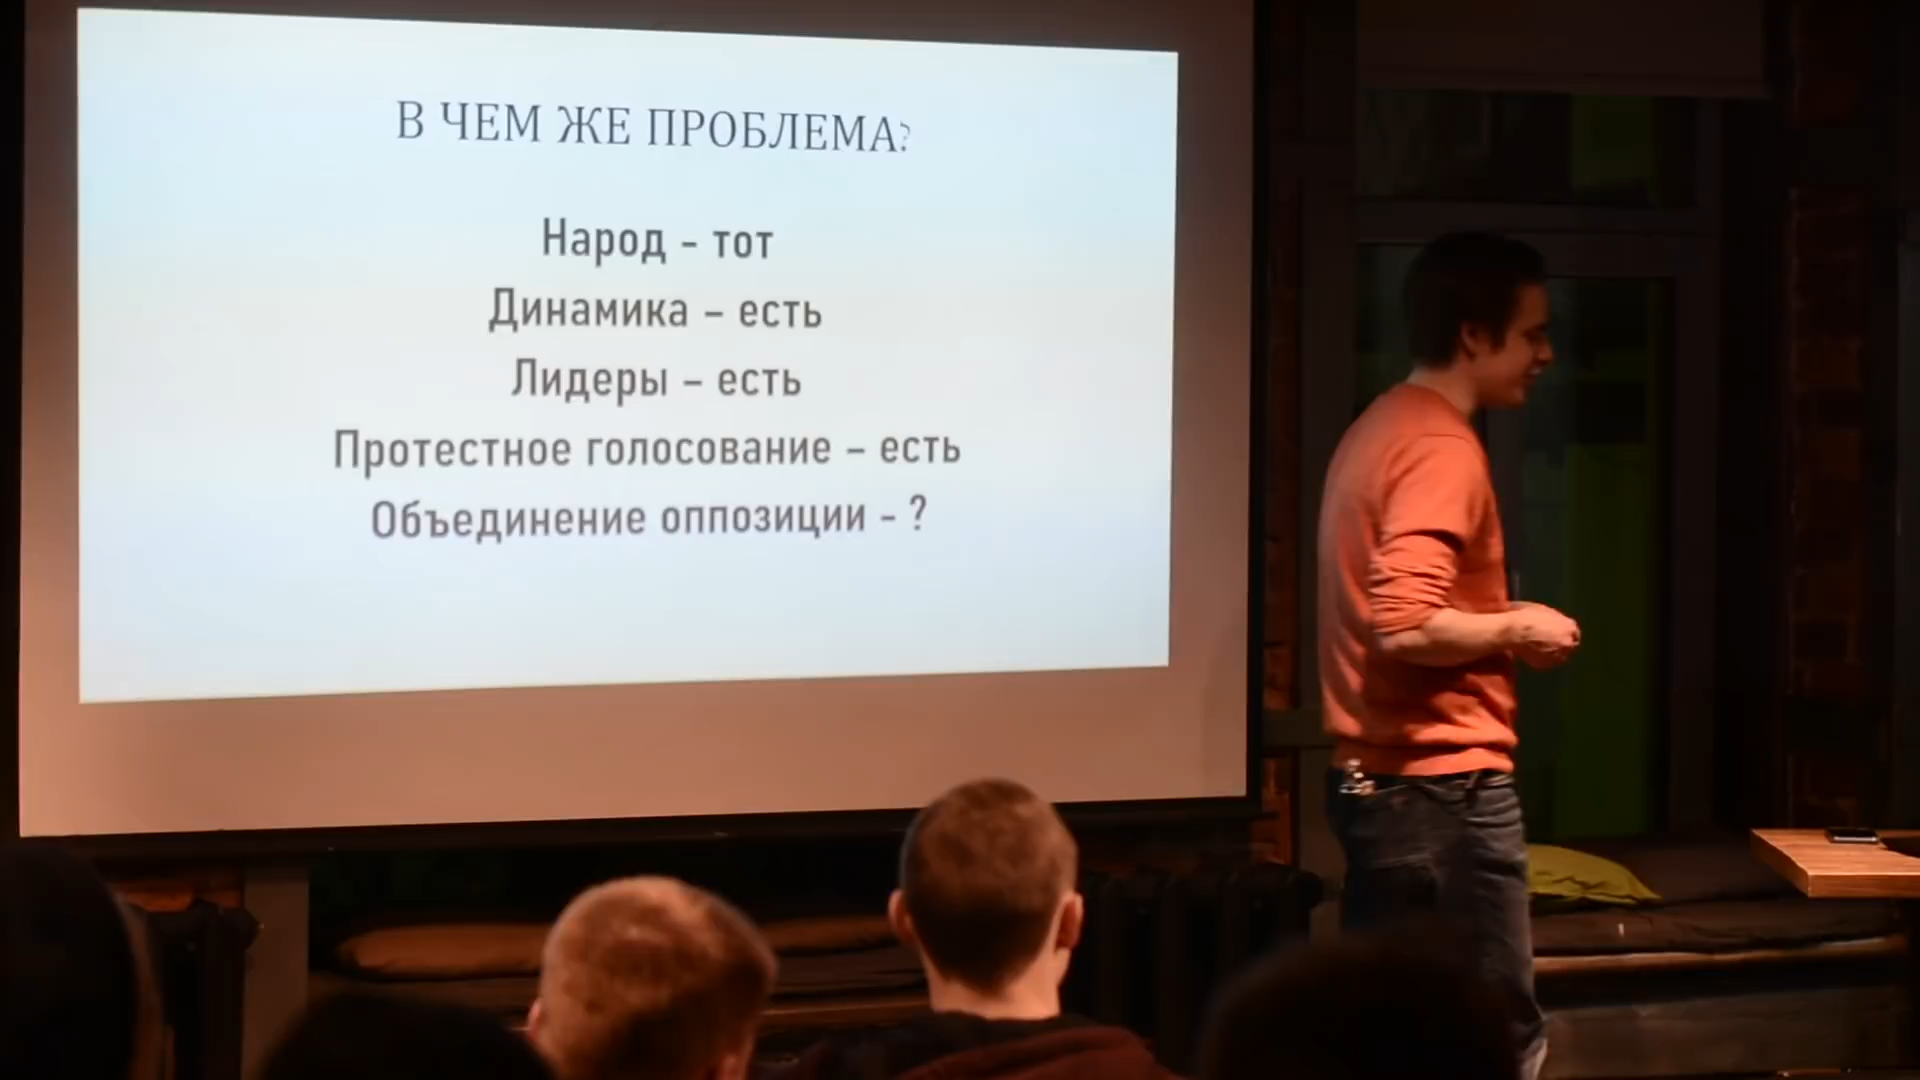 В ЧЕМ ЖЕ ПРОБЛЕМА?
Народ – тот
Динамика – есть
Лидеры – есть
Протестное голосование – есть
Объединение оппозиции - ?